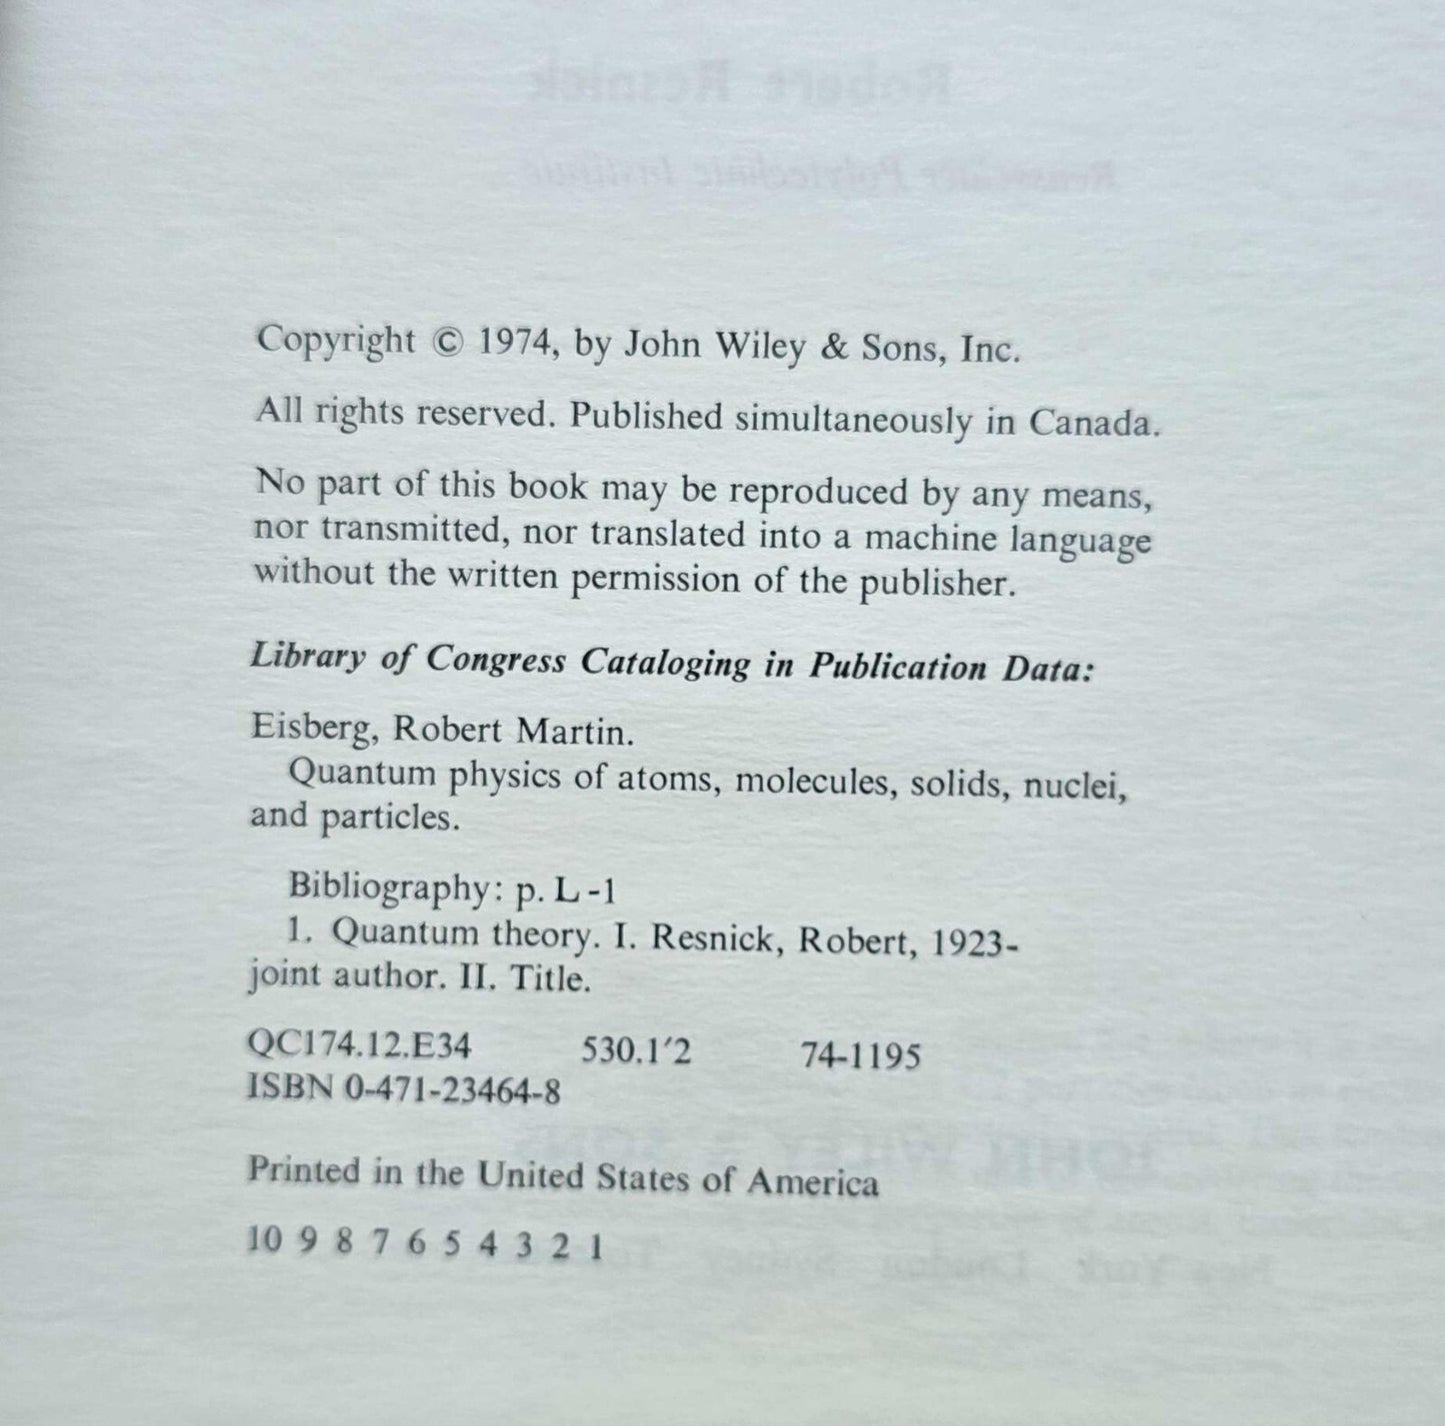 Copyright © 1974, by John Wiley & Sons, Inc.
All rights reserved. Published simultaneously in Canada.
No part of this book may be reproduced by any means,
nor transmitted, nor translated into a machine language
without the written permission of the publisher.
Library of Congress Cataloging in Publication Data:
Eisberg, Robert Martin.
Quantum physics of atoms, molecules, solids, nuclei,
and particles.
Bibliography: p. L-1
1. Quantum theory. I. Resnick, Robert, 1923-
joint author. II. Title.
QC174.12.E34 530.1′2 74-1195
ISBN 0-471-23464-8
Printed in the United States of America
10 9 8 7 6 5 4 3 2 1